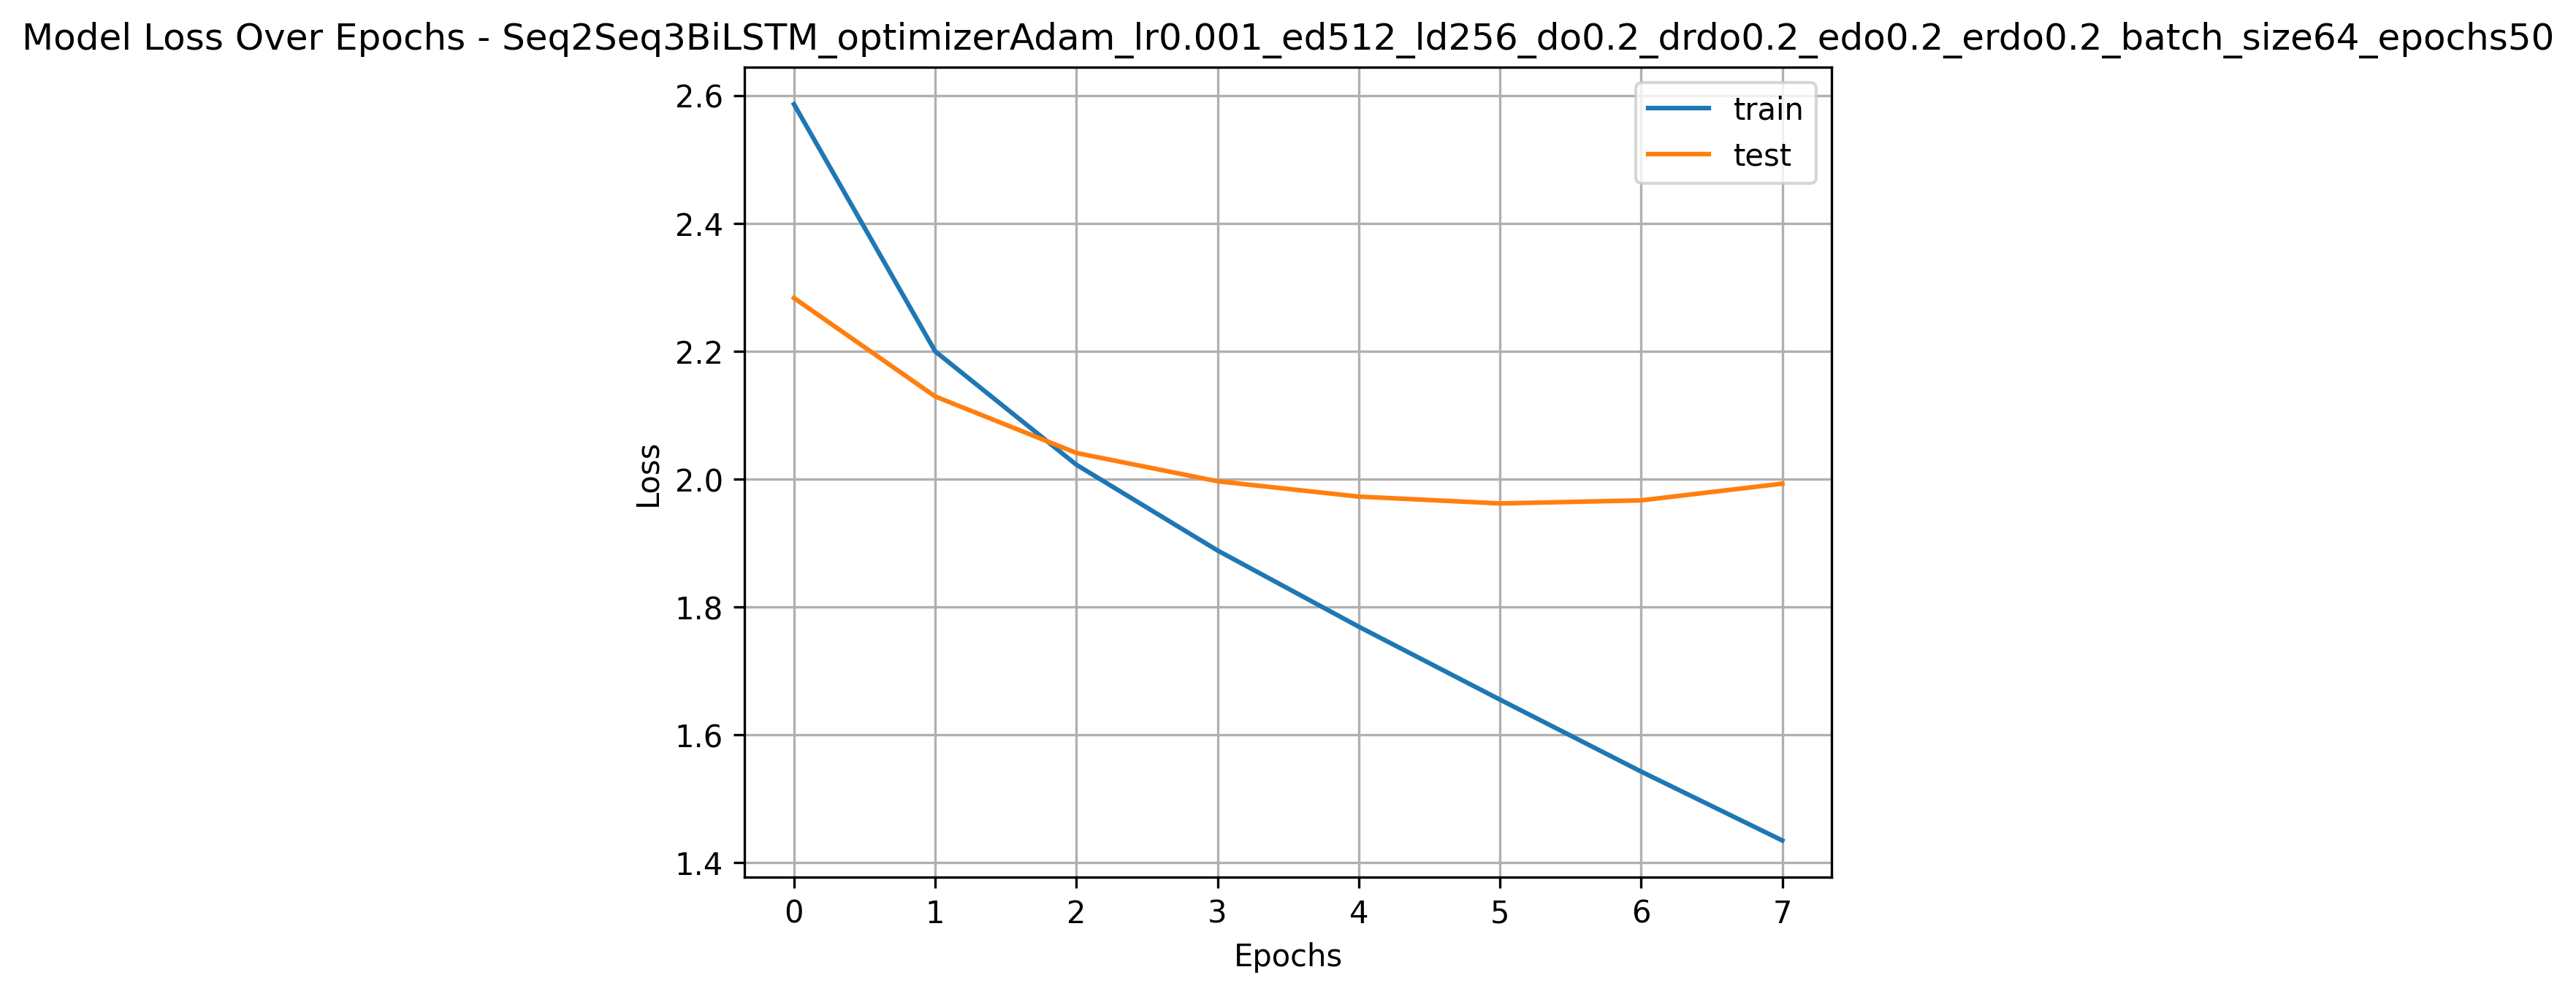 Model Loss Over Epochs - Seq2Seq3BiLSTM_optimizerAdam_lr0.001_ed512_ld256_do0.2_drdo0.2_edo0.2_erdo0.2_batch_size64_epochs50
train
test
2.6
2.4
2.2
2.0
1.8
1.6
1.4
Loss
0 1 2 3 4 5 6 7
Epochs